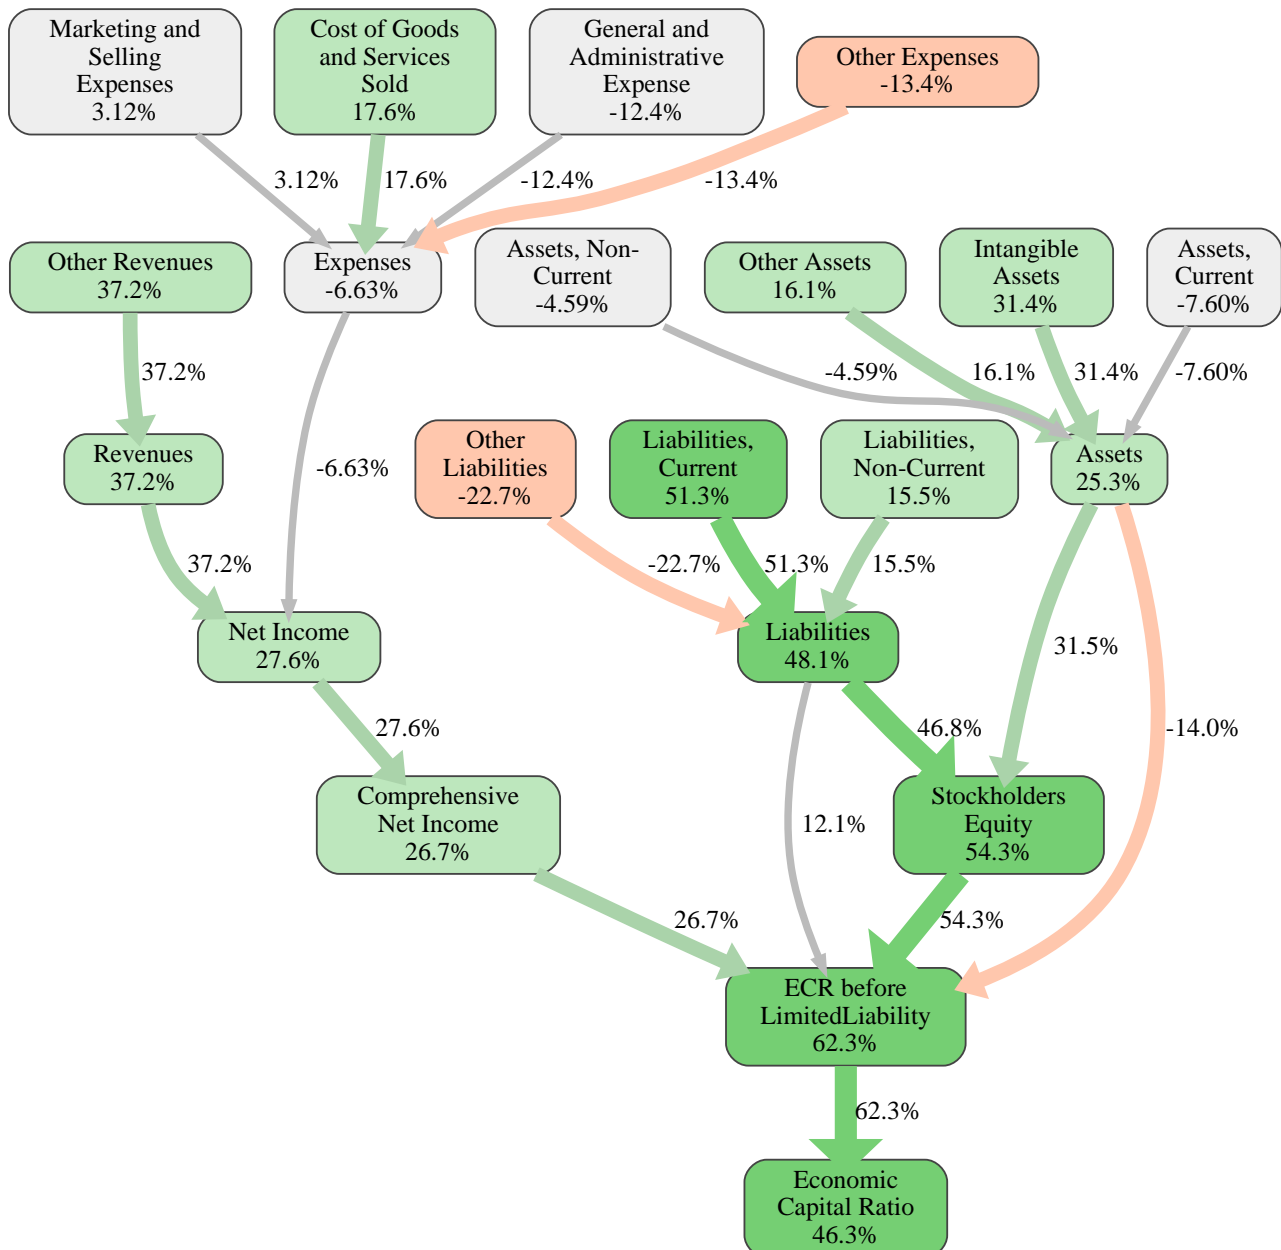 Marketing and
Selling
Expenses
3.12%
Cost of Goods
and Services
Sold
17.6%
General and
Administrative
Expense
-12.4%
Other Expenses
-13.4%
3.12%
17.6%
-12.4%
-13.4%
Other Revenues
37.2%
Expenses
-6.63%
Assets, Non-
Current
-4.59%
Other Assets
16.1%
Intangible
Assets
31.4%
Assets,
Current
-7.60%
37.2%
-6.63%
-4.59%
16.1%
31.4%
-7.60%
Revenues
37.2%
Other
Liabilities
-22.7%
Liabilities,
Current
51.3%
Liabilities,
Non-Current
15.5%
Assets
25.3%
37.2%
-22.7%
51.3%
15.5%
31.5%
-14.0%
Net Income
27.6%
Liabilities
48.1%
27.6%
46.8%
12.1%
Comprehensive
Net Income
26.7%
Stockholders
Equity
54.3%
26.7%
54.3%
ECR before
LimitedLiability
62.3%
62.3%
Economic
Capital Ratio
46.3%